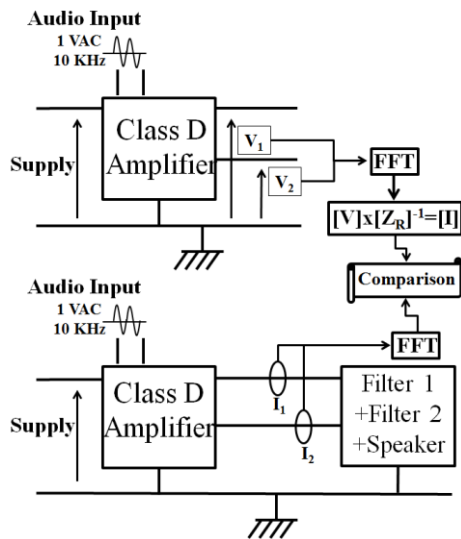 Audio Input
1 VAC
10 KHz
Class D
Amplifier
Supply
V1
V2
FFT
[V]x[ZR]-1=[I]
Comparison
Audio Input
1 VAC
10 KHz
FFT
Class D
Amplifier
Supply
I1
I2
Filter 1
+Filter 2
+Speaker